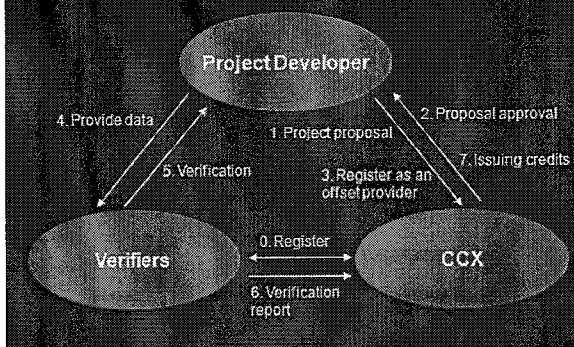 Project Developer
4. Provide data
2. Proposal approval
1. Project proposal
7. Issuing credits
5. Verification
3. Register as an
offset provider
0. Register
Verifiers
CCX
6. Verification
report